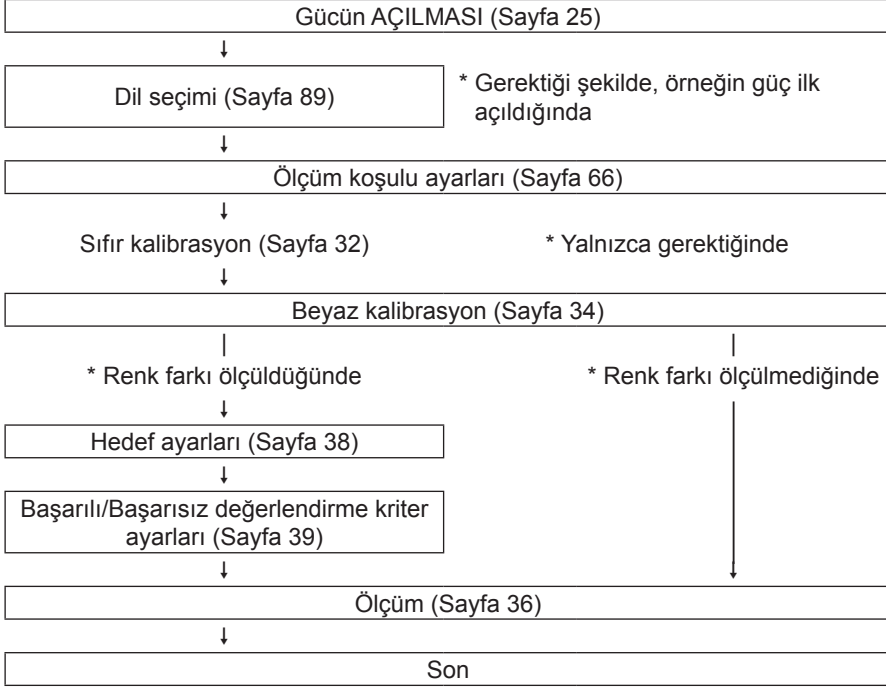 Gücün AÇILMASI (Sayfa 25)
Dil seçimi (Sayfa 89)
* Gerektiği şekilde, örneğin güç ilk
açıldığında
Ölçüm koşulu ayarları (Sayfa 66)
Sıfır kalibrasyon (Sayfa 32)
* Yalnızca gerektiğinde
Beyaz kalibrasyon (Sayfa 34)
* Renk farkı ölçüldüğünde
* Renk farkı ölçülmediğinde
Hedef ayarları (Sayfa 38)
Başarılı/Başarısız değerlendirme kriter
ayarları (Sayfa 39)
Ölçüm (Sayfa 36)
Son